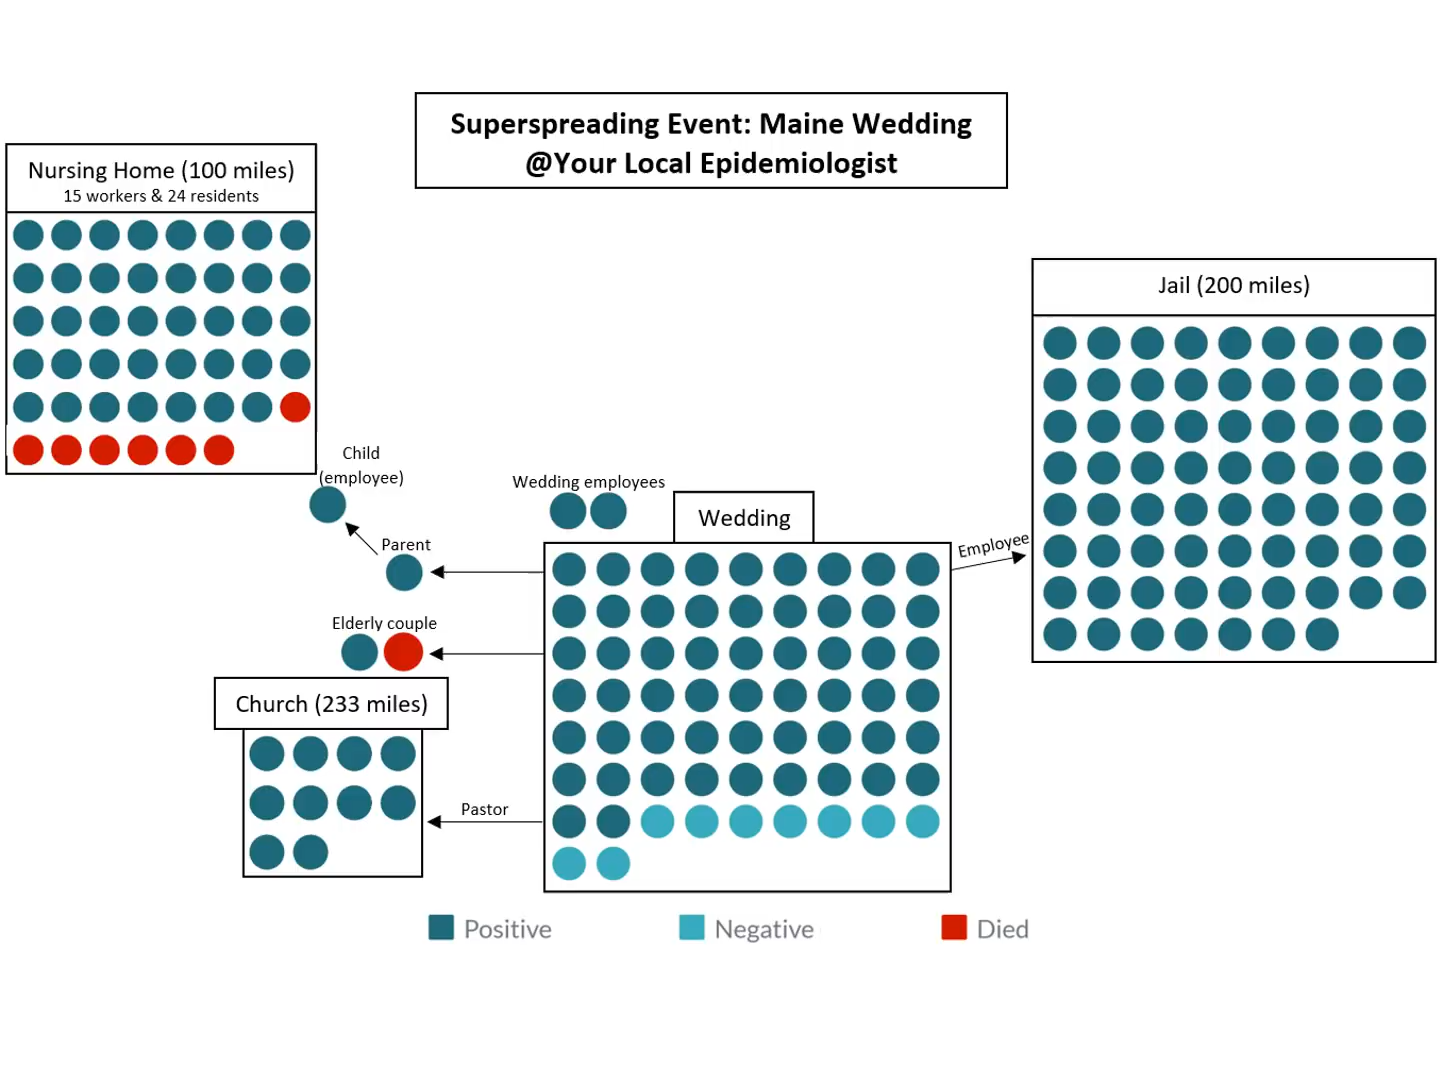 Superspreading Event: Maine Wedding
@Your Local Epidemiologist
Nursing Home (100 miles)
15 workers & 24 residents
Jail (200 miles)
Child
(employee)
Wedding employees
Wedding
Parent
Employee
Elderly couple
Church (233 miles)
Pastor
Positive
Negative
Died